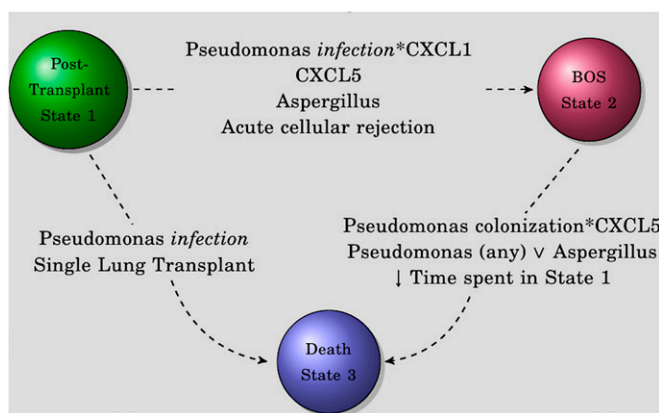 Post-
Transplant
State 1
Pseudomonas infection*CXCL1
CXCL5
Aspergillus
Acute cellular rejection
BOS
State 2
Pseudomonas infection
Single Lung Transplant
Pseudomonas colonization*CXCL5
Pseudomonas (any) ∨ Aspergillus
↓ Time spent in State 1
Death
State 3